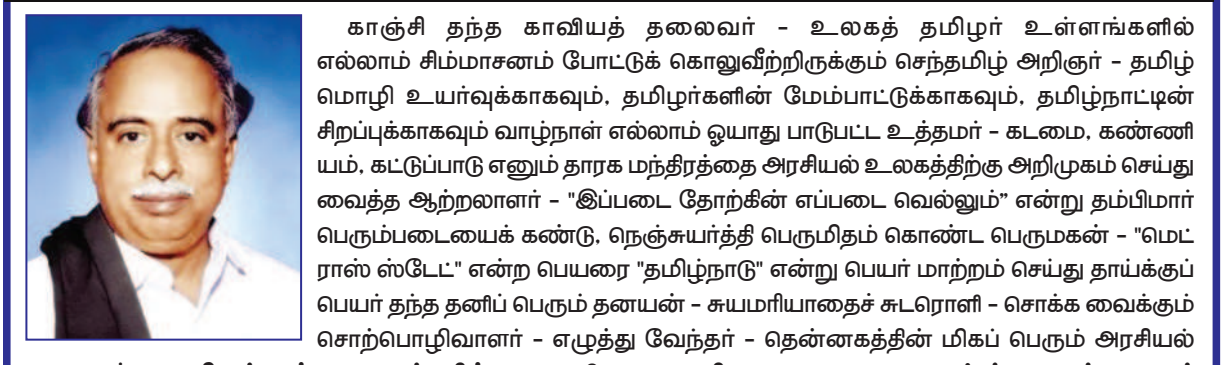 காஞ்சி தந்த காவியத் தலைவர் - உலகத் தமிழர் உள்ளங்களில்
எல்லாம் சிம்மாசனம் போட்டுக் கொலுவீற்றிருக்கும் செந்தமிழ் அறிஞர் - தமிழ்
மொழி உயர்வுக்காகவும், தமிழர்களின் மேம்பாட்டுக்காகவும், தமிழ்நாட்டின்
சிறப்புக்காகவும் வாழ்நாள் எல்லாம் ஓயாது பாடுபட்ட உத்தமர் - கடமை, கண்ணி
யம், கட்டுப்பாடு எனும் தாரக மந்திரத்தை அரசியல் உலகத்திற்கு அறிமுகம் செய்து
வைத்த ஆற்றலாளர் - "இப்படை தோற்கின் எப்படை வெல்லும்” என்று தம்பிமார்
பெரும்படையைக் கண்டு, நெஞ்சுயர்த்தி பெருமிதம் கொண்ட பெருமகன் - "மெட்
ராஸ் ஸ்டேட்" என்ற பெயரை "தமிழ்நாடு" என்று பெயர் மாற்றம் செய்து தாய்க்குப்
பெயர் தந்த தனிப் பெரும் தனயன் - சுயமரியாதைச் சுடரொளி - சொக்க வைக்கும்
சொற்பொழிவாளர் - எழுத்து வேந்தர் - தென்னகத்தின் மிகப் பெரும் அரசியல்